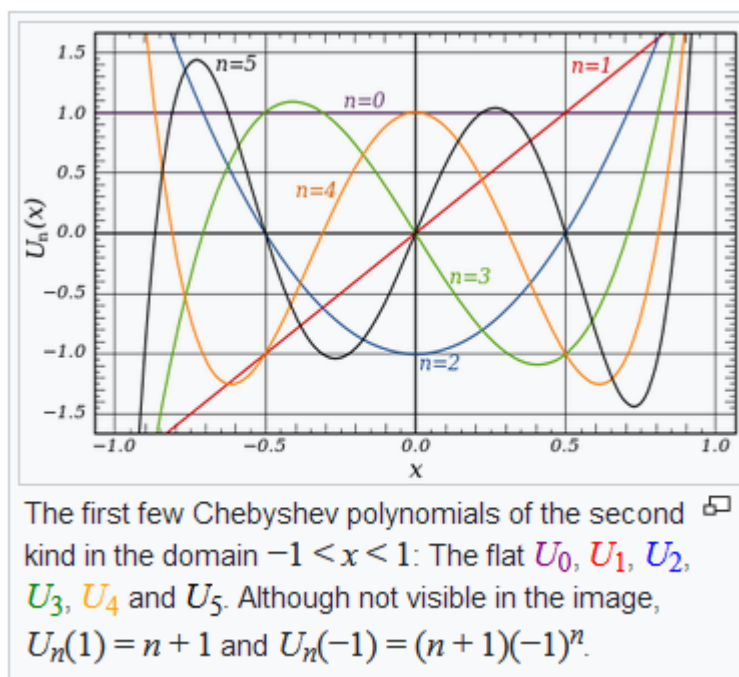 1.5
n=5
n=1
n=0
1.0
0.5
n=4
Uₙ(x)
0.0
n=3
−0.5
−1.0
n=2
−1.5
−1.0 −0.5 0.0 0.5 1.0
x
The first few Chebyshev polynomials of the second
kind in the domain −1 < x < 1: The flat U₀, U₁, U₂,
U₃, U₄ and U₅. Although not visible in the image,
Uₙ(1) = n + 1 and Uₙ(−1) = (n + 1)(−1)ⁿ.